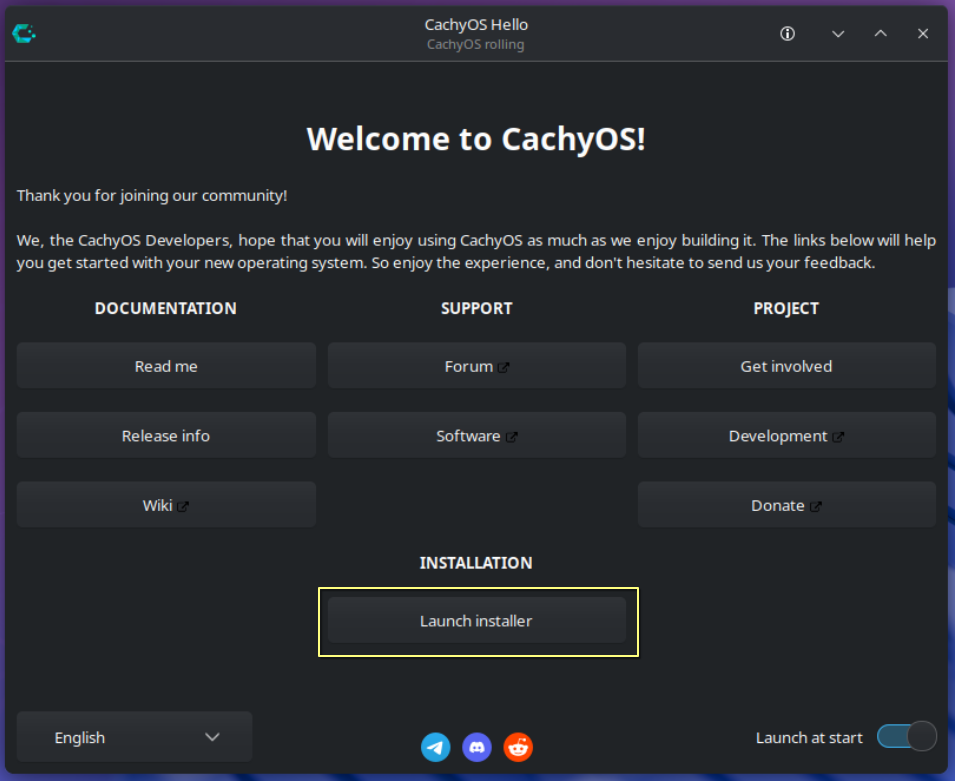 CachyOS Hello
CachyOS rolling
Welcome to CachyOS!
Thank you for joining our community!
We, the CachyOS Developers, hope that you will enjoy using CachyOS as much as we enjoy building it. The links below will help
you get started with your new operating system. So enjoy the experience, and don't hesitate to send us your feedback.
DOCUMENTATION
SUPPORT
PROJECT
Read me
Forum
Get involved
Release info
Software
Development
Wiki
Donate
INSTALLATION
Launch installer
English
Launch at start